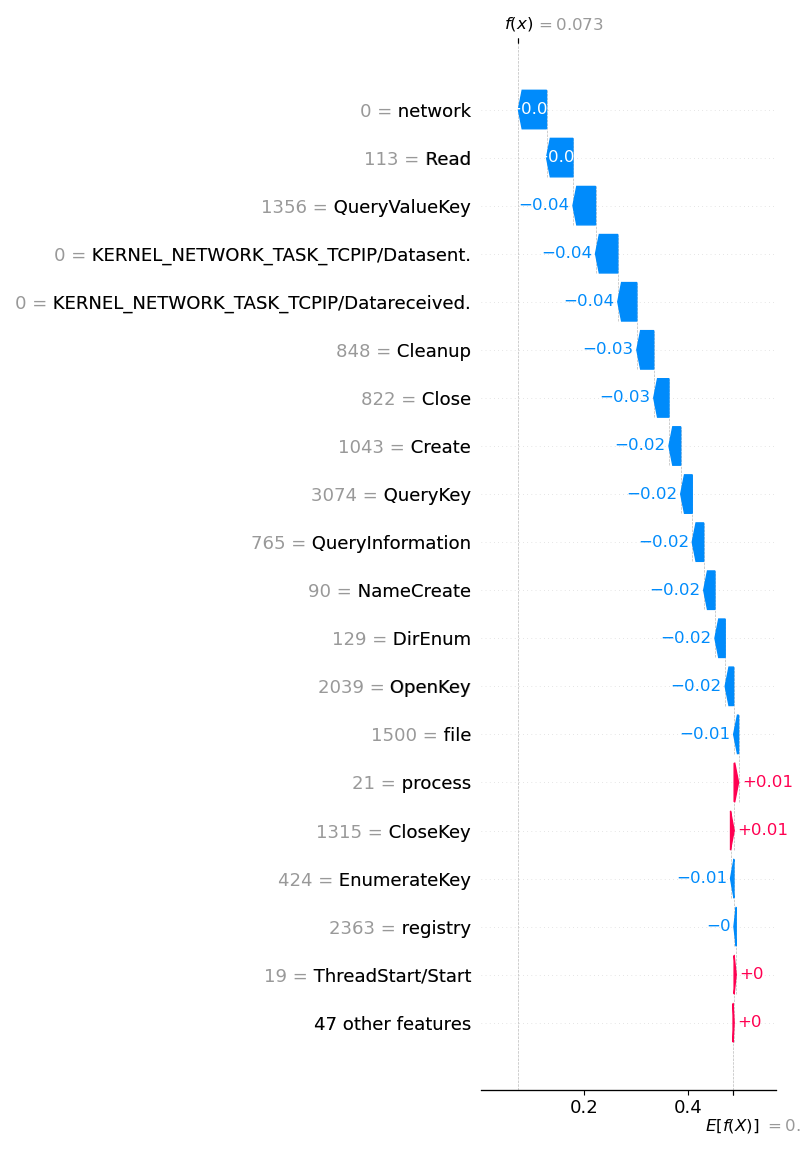 f(x) = 0.073
0 = network
113 = Read
−0.04
1356 = QueryValueKey
−0.04
0 = KERNEL_NETWORK_TASK_TCPIP/Datasent.
−0.04
0 = KERNEL_NETWORK_TASK_TCPIP/Datareceived.
−0.03
848 = Cleanup
−0.03
822 = Close
−0.02
1043 = Create
−0.02
3074 = QueryKey
−0.02
765 = QueryInformation
−0.02
90 = NameCreate
−0.02
129 = DirEnum
−0.02
2039 = OpenKey
−0.01
1500 = file
+0.01
21 = process
+0.01
1315 = CloseKey
−0.01
424 = EnumerateKey
−0
2363 = registry
+0
19 = ThreadStart/Start
+0
47 other features
0.2 0.4
E[f(X)] = 0.